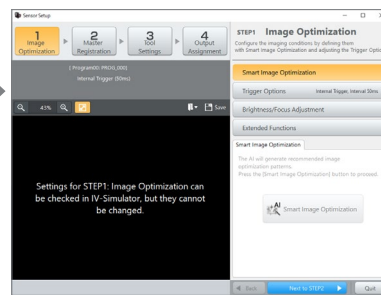 Sensor Setup
1
Image
Optimization
2
Master
Registration
3
Tool
Settings
4
Output
Assignment
[ Program000: PROG_000]
Internal Trigger (50ms)
43%
Save
Settings for STEP1: Image Optimization can
be checked in IV-Simulator, but they cannot
be changed.
STEP1 Image Optimization
Configure the imaging conditions by defining them
with Smart Image Optimization and adjusting the Trigger Optio
Smart Image Optimization
Trigger Options Internal Trigger, Interval 50ms
Brightness/Focus Adjustment
Extended Functions
Smart Image Optimization
The AI will generate recommended image
optimization patterns.
Press the [Smart Image Optimization] button to proceed.
AI
Smart Image Optimization
Back
Next to STEP2
Quit